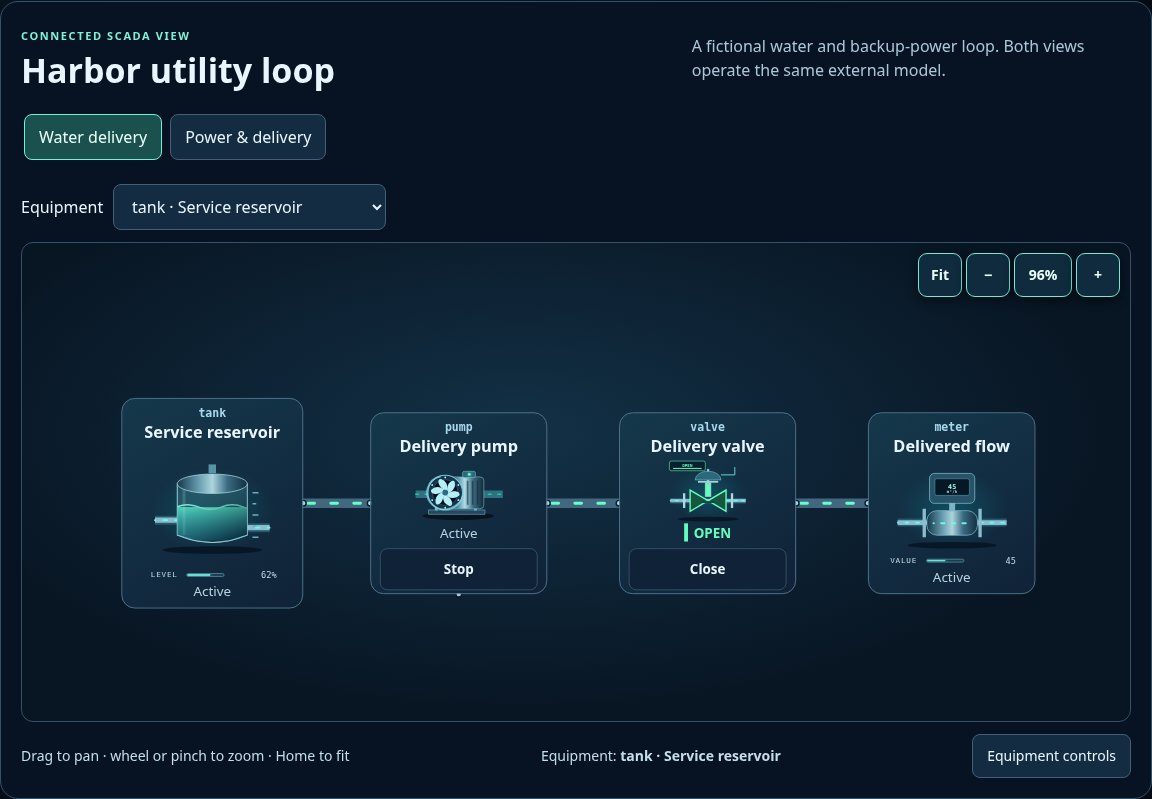 CONNECTED SCADA VIEW
Harbor utility loop
A fictional water and backup-power loop. Both views
operate the same external model.
Water delivery
Power & delivery
Equipment
tank · Service reservoir
Fit
−
96%
+
tank
Service reservoir
LEVEL
62%
Active
pump
Delivery pump
Active
Stop
valve
Delivery valve
OPEN
OPEN
Close
meter
Delivered flow
45
m³/h
VALUE
45
Active
Drag to pan · wheel or pinch to zoom · Home to fit
Equipment: tank · Service reservoir
Equipment controls